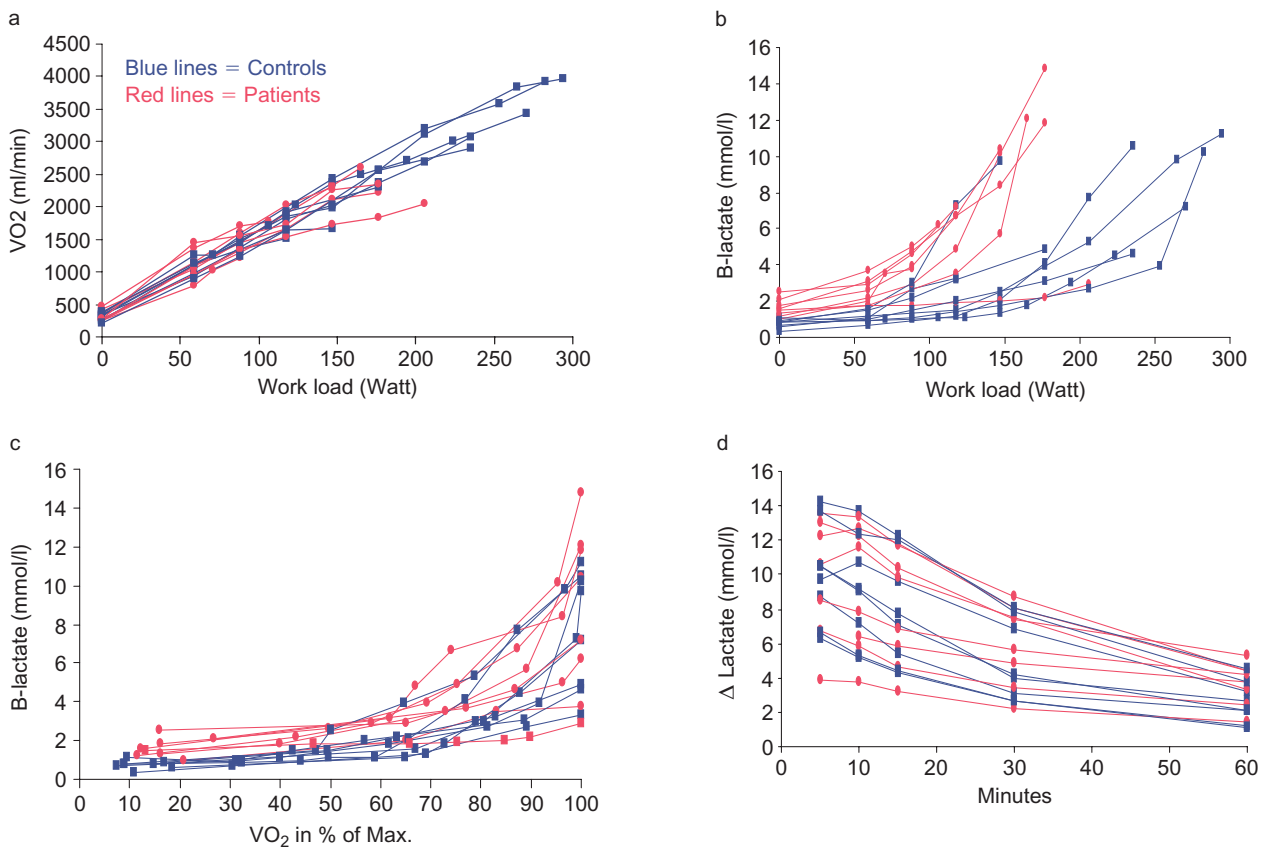 a
VO2 (ml/min)
4500
4000
3500
3000
2500
2000
1500
1000
500
0
Blue lines = Controls
Red lines = Patients
0 50 100 150 200 250 300
Work load (Watt)
b
B-lactate (mmol/l)
16
14
12
10
8
6
4
2
0
0 50 100 150 200 250 300
Work load (Watt)
c
B-lactate (mmol/l)
16
14
12
10
8
6
4
2
0
0 10 20 30 40 50 60 70 80 90 100
VO₂ in % of Max.
d
Δ Lactate (mmol/l)
16
14
12
10
8
6
4
2
0
0 10 20 30 40 50 60
Minutes